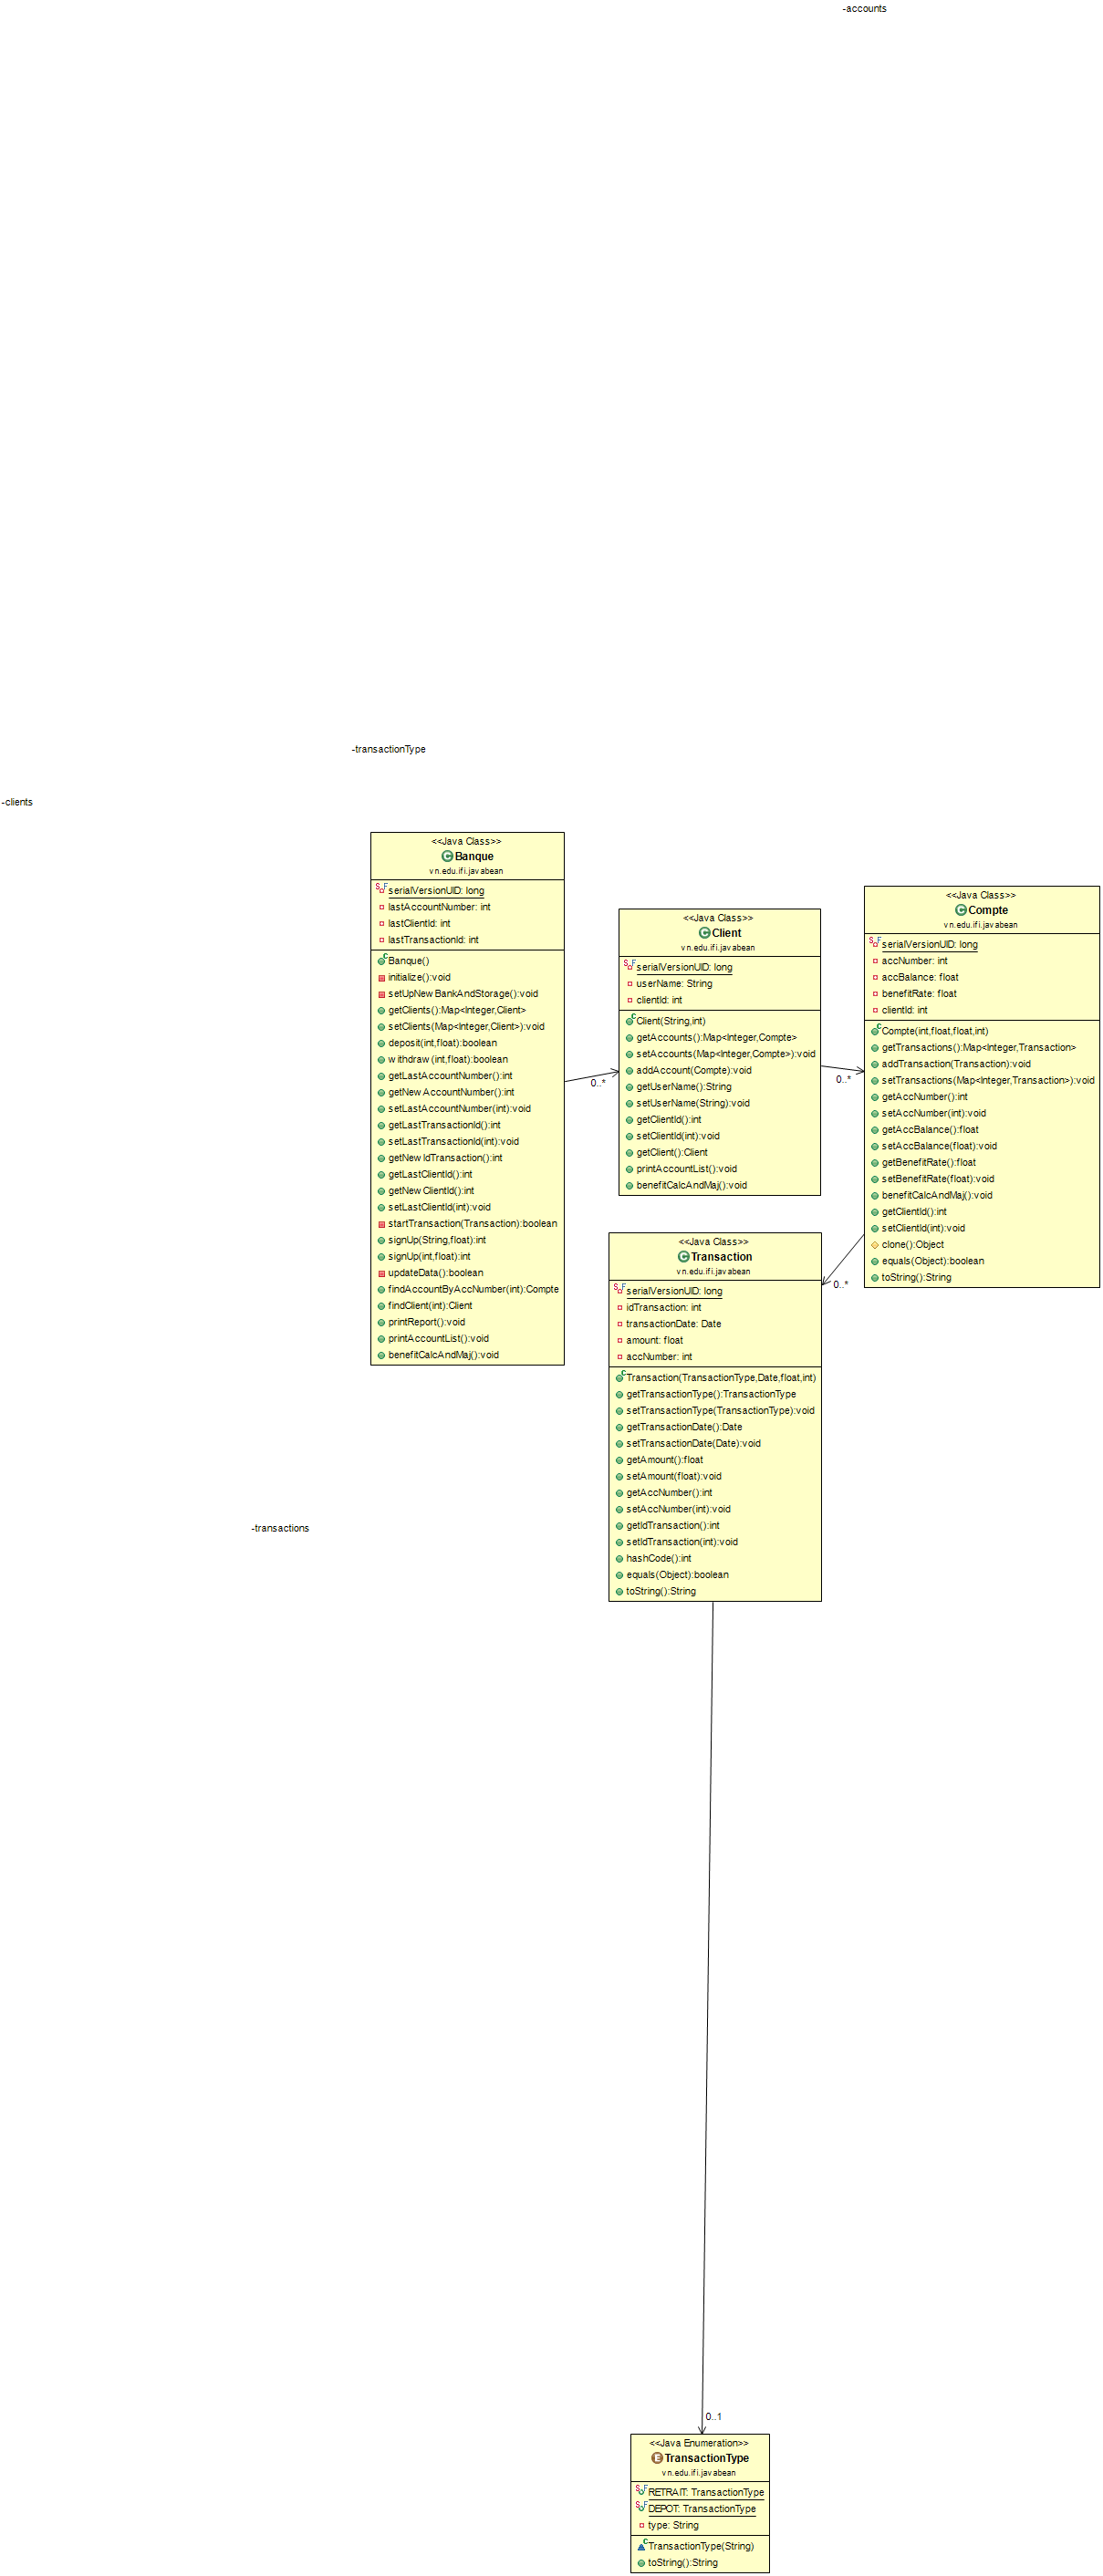 -accounts
-transactionType
-clients
<<Java Class>>
Banque
vn.edu.ifi.javabean
serialVersionUID: long
lastAccountNumber: int
lastClientId: int
lastTransactionId: int
Banque()
initialize():void
setUpNewBankAndStorage():void
getClients():Map<Integer,Client>
setClients(Map<Integer,Client>):void
deposit(int,float):boolean
withdraw(int,float):boolean
getLastAccountNumber():int
getNewAccountNumber():int
setLastAccountNumber(int):void
getLastTransactionId():int
setLastTransactionId(int):void
getNewIdTransaction():int
getLastClientId():int
getNewClientId():int
setLastClientId(int):void
startTransaction(Transaction):boolean
signUp(String,float):int
signUp(int,float):int
updateData():boolean
findAccountByAccNumber(int):Compte
findClient(int):Client
printReport():void
printAccountList():void
benefitCalcAndMaj():void
0..*
<<Java Class>>
Client
vn.edu.ifi.javabean
serialVersionUID: long
userName: String
clientId: int
Client(String,int)
getAccounts():Map<Integer,Compte>
setAccounts(Map<Integer,Compte>):void
addAccount(Compte):void
getUserName():String
setUserName(String):void
getClientId():int
setClientId(int):void
getClient():Client
printAccountList():void
benefitCalcAndMaj():void
0..*
<<Java Class>>
Compte
vn.edu.ifi.javabean
serialVersionUID: long
accNumber: int
accBalance: float
benefitRate: float
clientId: int
Compte(int,float,float,int)
getTransactions():Map<Integer,Transaction>
addTransaction(Transaction):void
setTransactions(Map<Integer,Transaction>):void
getAccNumber():int
setAccNumber(int):void
getAccBalance():float
setAccBalance(float):void
getBenefitRate():float
setBenefitRate(float):void
benefitCalcAndMaj():void
getClientId():int
setClientId(int):void
clone():Object
equals(Object):boolean
toString():String
0..*
<<Java Class>>
Transaction
vn.edu.ifi.javabean
serialVersionUID: long
idTransaction: int
transactionDate: Date
amount: float
accNumber: int
Transaction(TransactionType,Date,float,int)
getTransactionType():TransactionType
setTransactionType(TransactionType):void
getTransactionDate():Date
setTransactionDate(Date):void
getAmount():float
setAmount(float):void
getAccNumber():int
setAccNumber(int):void
getIdTransaction():int
setIdTransaction(int):void
hashCode():int
equals(Object):boolean
toString():String
-transactions
0..1
<<Java Enumeration>>
TransactionType
vn.edu.ifi.javabean
RETRAIT: TransactionType
DEPOT: TransactionType
type: String
TransactionType(String)
toString():String